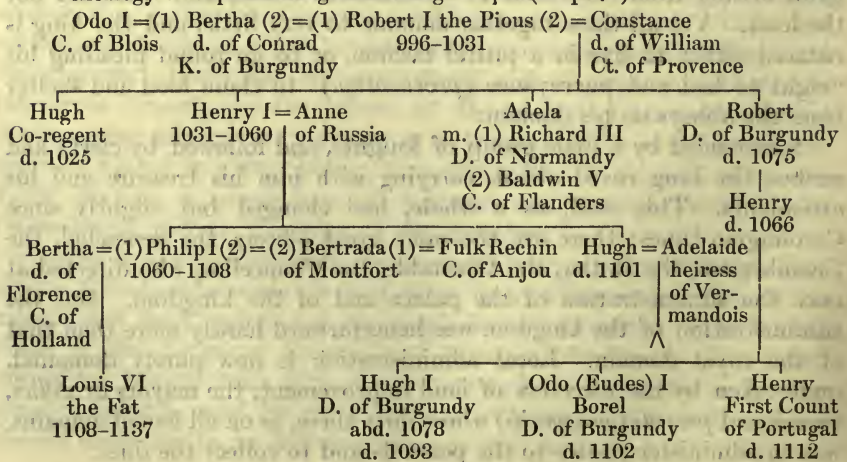 Odo I=(1) Bertha (2)=(1) Robert I the Pious (2)=Constance
C. of Blois d. of Conrad 996–1031 d. of William
K. of Burgundy Ct. of Provence
Hugh Henry I=Anne Adela Robert
Co-regent 1031–1060 of Russia m. (1) Richard III D. of Burgundy
d. 1025 D. of Normandy d. 1075
(2) Baldwin V
C. of Flanders Henry
d. 1066
Bertha=(1) Philip I (2)=(2) Bertrada (1)=Fulk Rechin Hugh=Adelaide
d. of 1060–1108 of Montfort C. of Anjou d. 1101 heiress
Florence of Ver-
C. of mandois
Holland
Louis VI Hugh I Odo (Eudes) I Henry
the Fat D. of Burgundy Borel First Count
1108–1137 abd. 1078 D. of Burgundy of Portugal
d. 1093 d. 1102 d. 1112